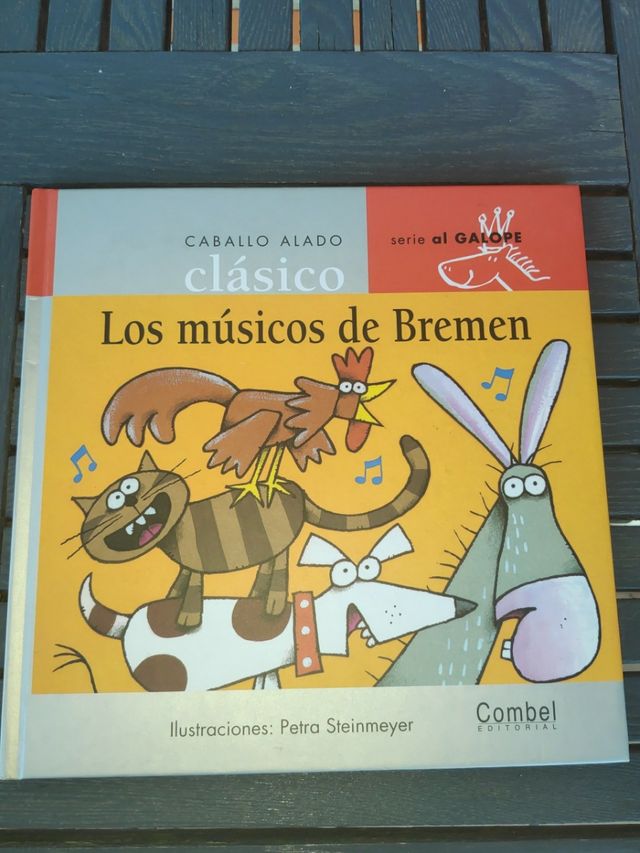 CABALLO ALADO
clásico
serie al GALOPE
Los músicos de Bremen
Ilustraciones: Petra Steinmeyer
Combel
EDITORIAL